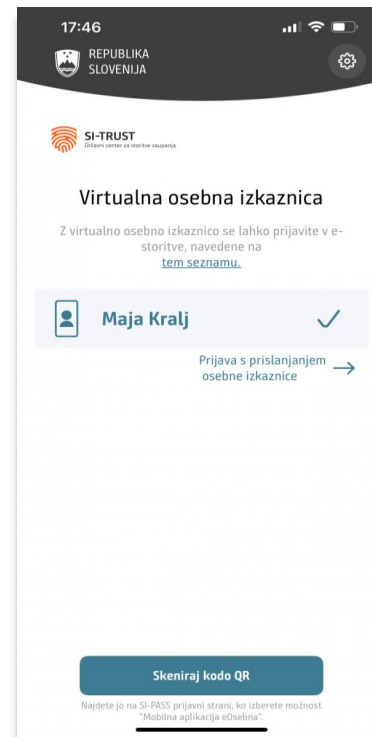 17:46
REPUBLIKA
SLOVENIJA
SI-TRUST
Državni center za storitve zaupanja
Virtualna osebna izkaznica
Z virtualno osebno izkaznico se lahko prijavite v e-
storitve, navedene na
tem seznamu.
Maja Kralj
Prijava s prislanjanjem
osebne izkaznice
Skeniraj kodo QR
Najdete jo na SI-PASS prijavni strani, ko izberete možnost
"Mobilna aplikacija eOsebna".